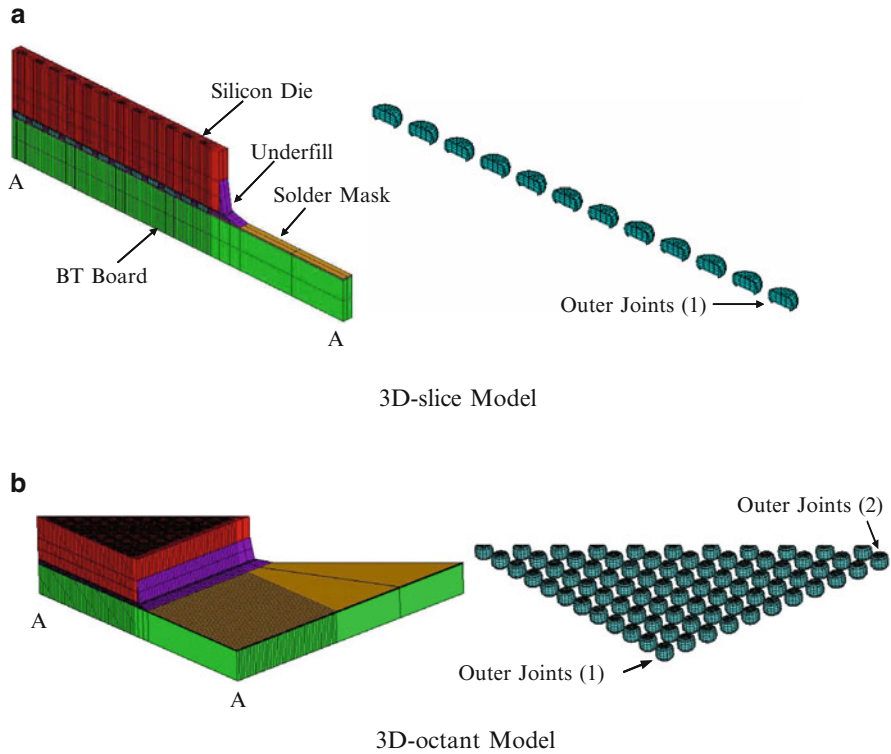 a
Silicon Die
Underfill
Solder Mask
A
BT Board
Outer Joints (1)
A
3D-slice Model
b
Outer Joints (2)
A
Outer Joints (1)
A
3D-octant Model